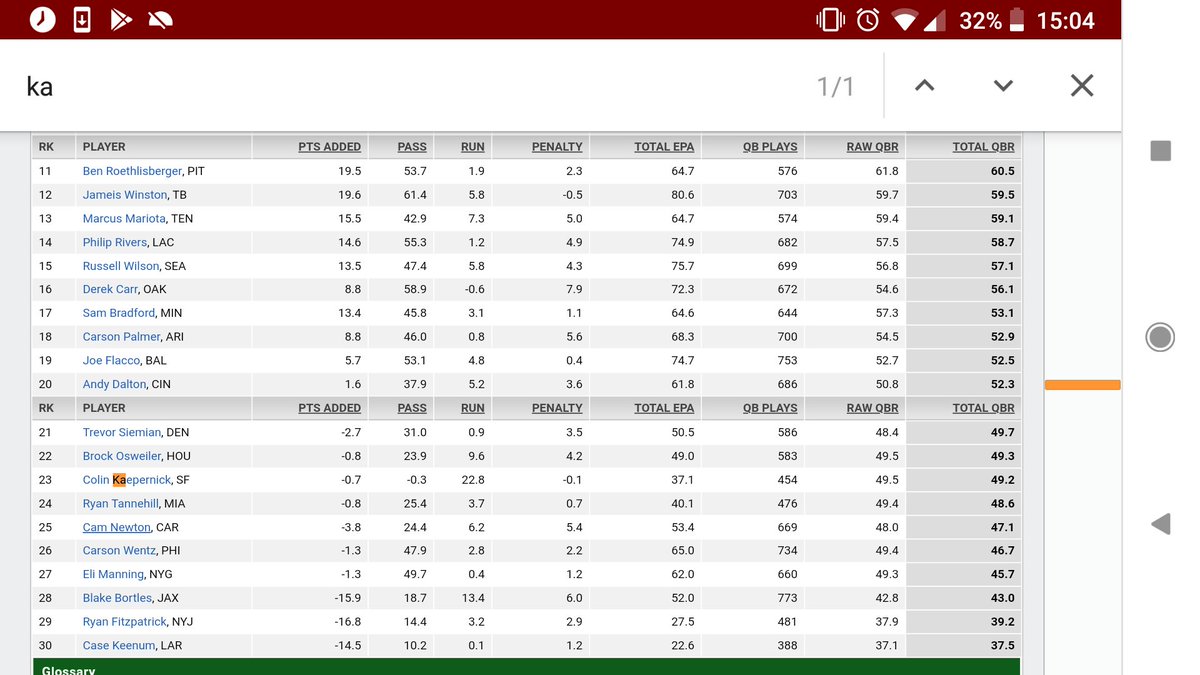 32% 15:04
ka 1/1
RK PLAYER PTS ADDED PASS RUN PENALTY TOTAL EPA QB PLAYS RAW QBR TOTAL QBR
11 Ben Roethlisberger, PIT 19.5 53.7 1.9 2.3 64.7 576 61.8 60.5
12 Jameis Winston, TB 19.6 61.4 5.8 -0.5 80.6 703 59.7 59.5
13 Marcus Mariota, TEN 15.5 42.9 7.3 5.0 64.7 574 59.4 59.1
14 Philip Rivers, LAC 14.6 55.3 1.2 4.9 74.9 682 57.5 58.7
15 Russell Wilson, SEA 13.5 47.4 5.8 4.3 75.7 699 56.8 57.1
16 Derek Carr, OAK 8.8 58.9 -0.6 7.9 72.3 672 54.6 56.1
17 Sam Bradford, MIN 13.4 45.8 3.1 1.1 64.6 644 57.3 53.1
18 Carson Palmer, ARI 8.8 46.0 0.8 5.6 68.3 700 54.5 52.9
19 Joe Flacco, BAL 5.7 53.1 4.8 0.4 74.7 753 52.7 52.5
20 Andy Dalton, CIN 1.6 37.9 5.2 3.6 61.8 686 50.8 52.3
RK PLAYER PTS ADDED PASS RUN PENALTY TOTAL EPA QB PLAYS RAW QBR TOTAL QBR
21 Trevor Siemian, DEN -2.7 31.0 0.9 3.5 50.5 586 48.4 49.7
22 Brock Osweiler, HOU -0.8 23.9 9.6 4.2 49.0 583 49.5 49.3
23 Colin Kaepernick, SF -0.7 -0.3 22.8 -0.1 37.1 454 49.5 49.2
24 Ryan Tannehill, MIA -0.8 25.4 3.7 0.7 40.1 476 49.4 48.6
25 Cam Newton, CAR -3.8 24.4 6.2 5.4 53.4 669 48.0 47.1
26 Carson Wentz, PHI -1.3 47.9 2.8 2.2 65.0 734 49.4 46.7
27 Eli Manning, NYG -1.3 49.7 0.4 1.2 62.0 660 49.3 45.7
28 Blake Bortles, JAX -15.9 18.7 13.4 6.0 52.0 773 42.8 43.0
29 Ryan Fitzpatrick, NYJ -16.8 14.4 3.2 2.9 27.5 481 37.9 39.2
30 Case Keenum, LAR -14.5 10.2 0.1 1.2 22.6 388 37.1 37.5
Glossary